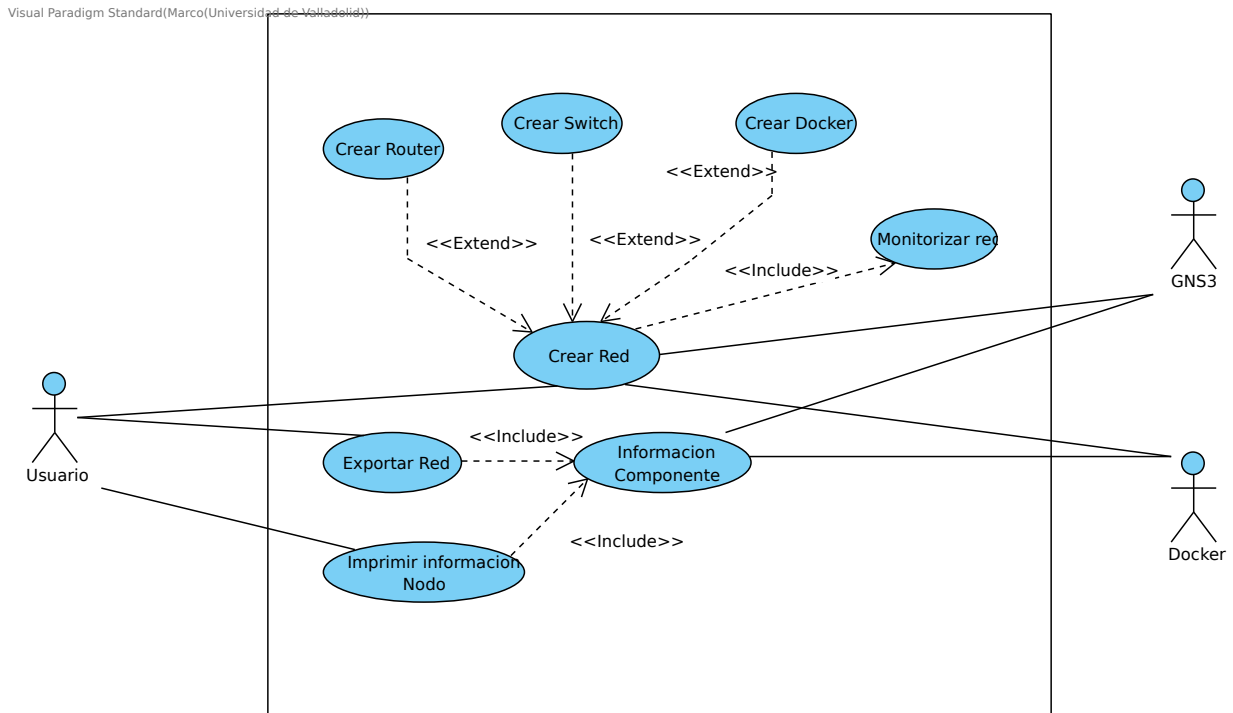 Visual Paradigm Standard(Marco(Universidad de Valladolid))
Crear Router
Crear Switch
Crear Docker
<<Extend>>
<<Extend>>
<<Extend>>
Monitorizar red
<<Include>>
GNS3
Crear Red
Usuario
Exportar Red
<<Include>>
Informacion
Componente
<<Include>>
Imprimir informacion
Nodo
Docker